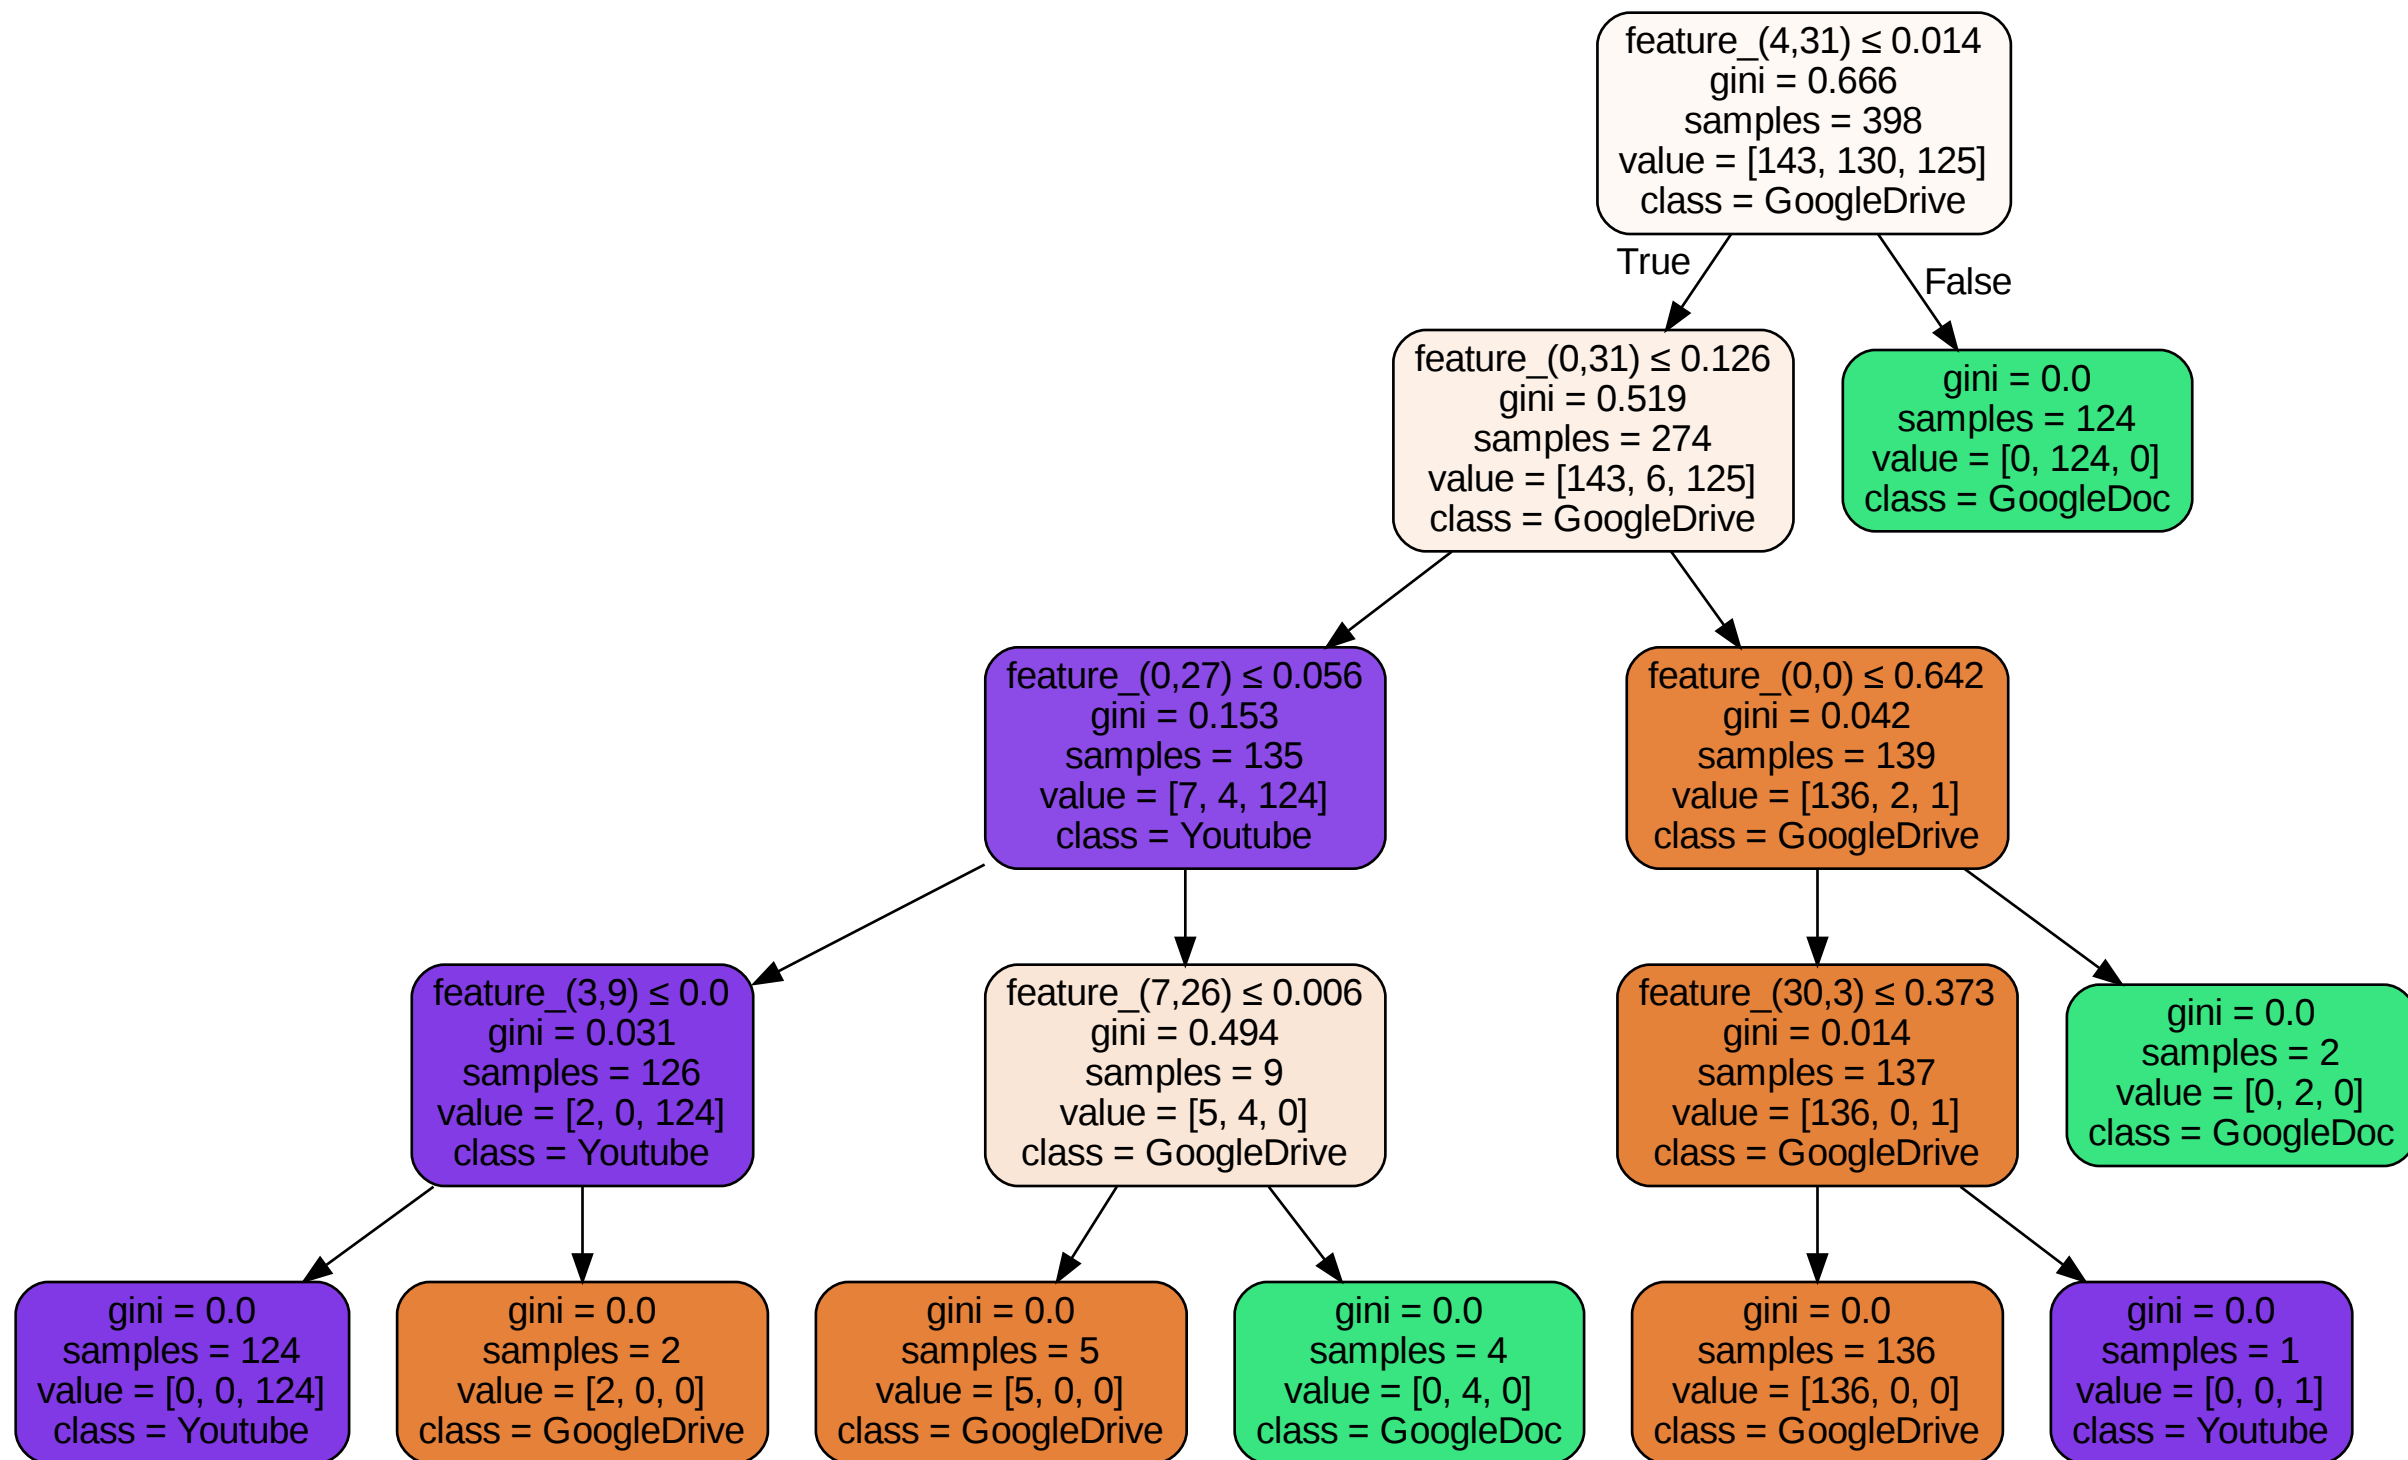 feature_(4,31) ≤ 0.014
gini = 0.666
samples = 398
value = [143, 130, 125]
class = GoogleDrive
True
False
feature_(0,31) ≤ 0.126
gini = 0.519
samples = 274
value = [143, 6, 125]
class = GoogleDrive
gini = 0.0
samples = 124
value = [0, 124, 0]
class = GoogleDoc
feature_(0,27) ≤ 0.056
gini = 0.153
samples = 135
value = [7, 4, 124]
class = Youtube
feature_(0,0) ≤ 0.642
gini = 0.042
samples = 139
value = [136, 2, 1]
class = GoogleDrive
feature_(3,9) ≤ 0.0
gini = 0.031
samples = 126
value = [2, 0, 124]
class = Youtube
feature_(7,26) ≤ 0.006
gini = 0.494
samples = 9
value = [5, 4, 0]
class = GoogleDrive
feature_(30,3) ≤ 0.373
gini = 0.014
samples = 137
value = [136, 0, 1]
class = GoogleDrive
gini = 0.0
samples = 2
value = [0, 2, 0]
class = GoogleDoc
gini = 0.0
samples = 124
value = [0, 0, 124]
class = Youtube
gini = 0.0
samples = 2
value = [2, 0, 0]
class = GoogleDrive
gini = 0.0
samples = 5
value = [5, 0, 0]
class = GoogleDrive
gini = 0.0
samples = 4
value = [0, 4, 0]
class = GoogleDoc
gini = 0.0
samples = 136
value = [136, 0, 0]
class = GoogleDrive
gini = 0.0
samples = 1
value = [0, 0, 1]
class = Youtube